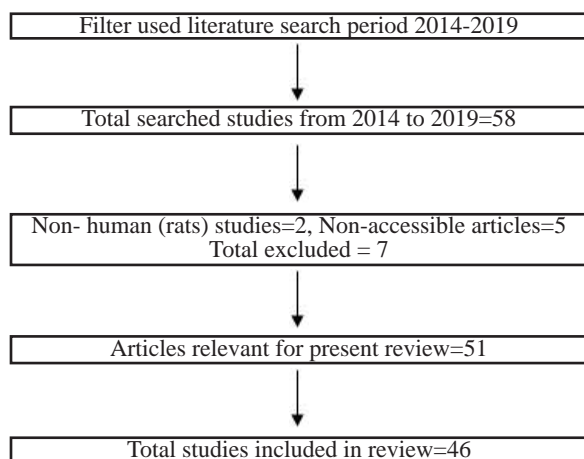 Filter used literature search period 2014-2019
Total searched studies from 2014 to 2019=58
Non- human (rats) studies=2, Non-accessible articles=5
Total excluded = 7
Articles relevant for present review=51
Total studies included in review=46